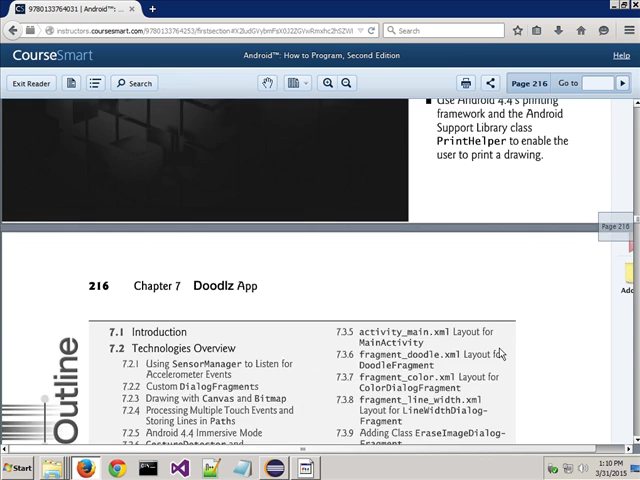 9780133764031 | Android™: ...
instructors.coursesmart.com/9780133764253/firstsection#
Search
CourseSmart
Android™: How to Program, Second Edition
Help
Exit Reader
Search
Page 216
Go to
Use Android 4.4's printing
framework and the Android
Support Library class
PrintHelper to enable the
user to print a drawing.
Page 216
216 Chapter 7 Doodlz App
Outline
7.1 Introduction
7.2 Technologies Overview
7.2.1 Using SensorManager to Listen for
Accelerometer Events
7.2.2 Custom DialogFragments
7.2.3 Drawing with Canvas and Bitmap
7.2.4 Processing Multiple Touch Events and
Storing Lines in Paths
7.2.5 Android 4.4 Immersive Mode
7.2.6 GestureDetector and
7.3.5 activity_main.xml Layout for
MainActivity
7.3.6 fragment_doodle.xml Layout for
DoodleFragment
7.3.7 fragment_color.xml Layout for
ColorDialogFragment
7.3.8 fragment_line_width.xml
Layout for LineWidthDialog-
Fragment
7.3.9 Adding Class EraseImageDialog-
Fragment
Start
1:10 PM
3/31/2015